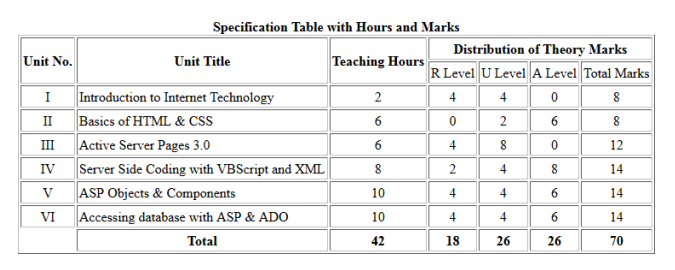 Specification Table with Hours and Marks
Unit No. Unit Title Teaching Hours Distribution of Theory Marks
R Level U Level A Level Total Marks
I Introduction to Internet Technology 2 4 4 0 8
II Basics of HTML & CSS 6 0 2 6 8
III Active Server Pages 3.0 6 4 8 0 12
IV Server Side Coding with VBScript and XML 8 2 4 8 14
V ASP Objects & Components 10 4 4 6 14
VI Accessing database with ASP & ADO 10 4 4 6 14
Total 42 18 26 26 70